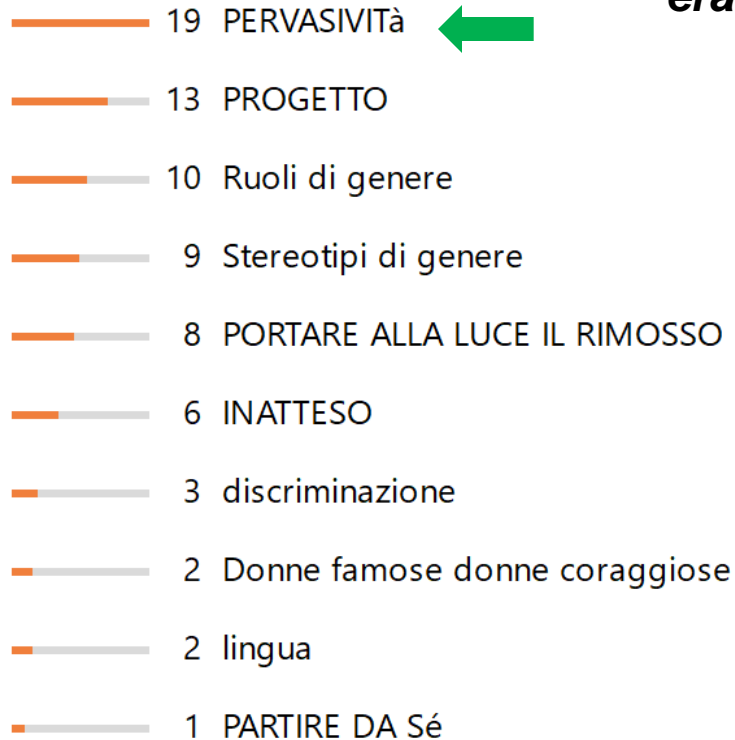 era
19 PERVASIVITà
13 PROGETTO
10 Ruoli di genere
9 Stereotipi di genere
8 PORTARE ALLA LUCE IL RIMOSSO
6 INATTESO
3 discriminazione
2 Donne famose donne coraggiose
2 lingua
1 PARTIRE DA Sé